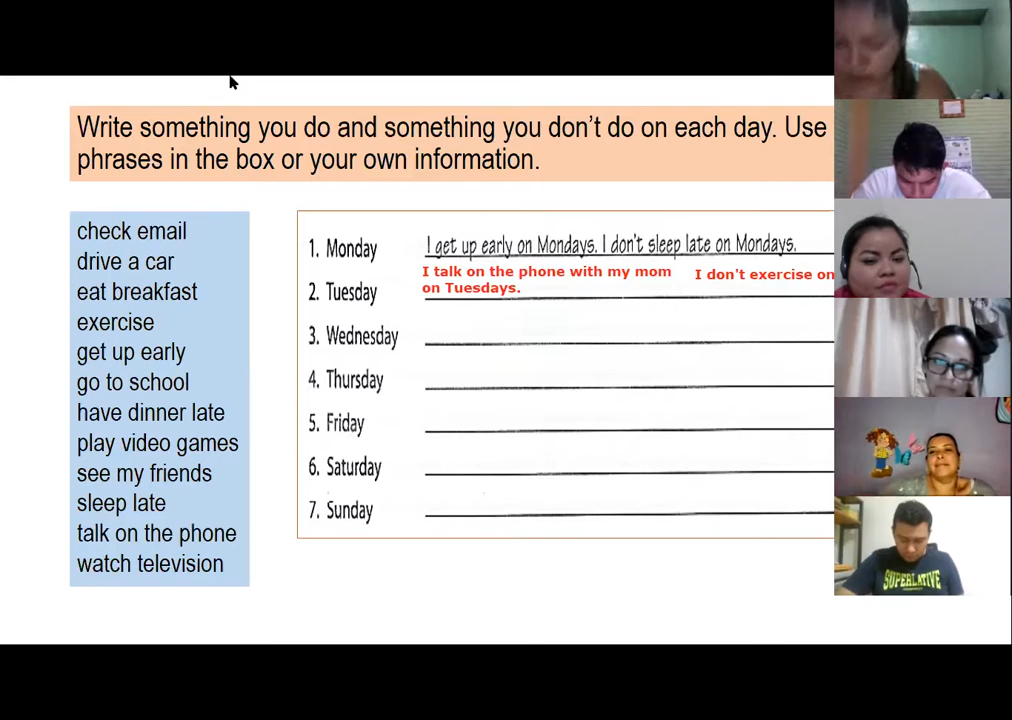 Write something you do and something you don't do on each day. Use
phrases in the box or your own information.
check email
drive a car
eat breakfast
exercise
get up early
go to school
have dinner late
play video games
see my friends
sleep late
talk on the phone
watch television
1. Monday I get up early on Mondays. I don't sleep late on Mondays.
I talk on the phone with my mom I don't exercise on
2. Tuesday on Tuesdays.
3. Wednesday
4. Thursday
5. Friday
6. Saturday
7. Sunday
SUPERLATIVE